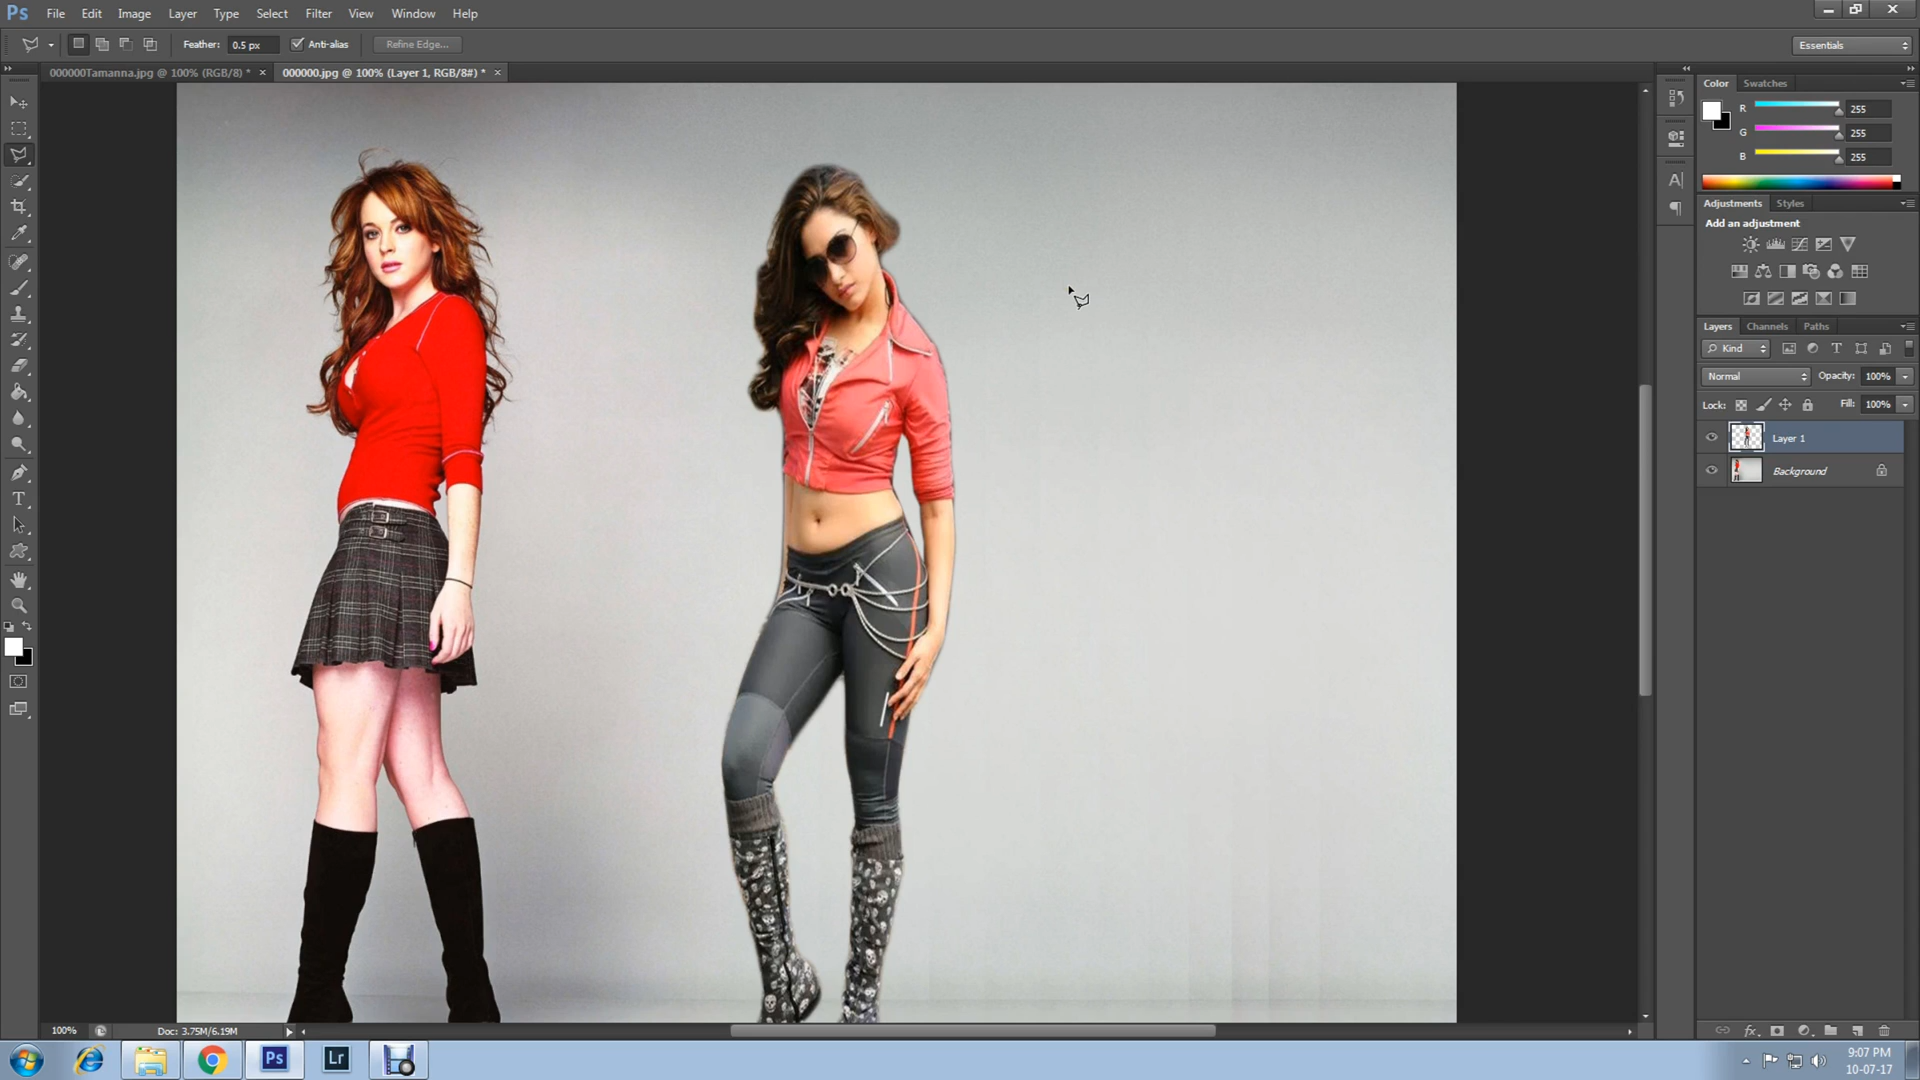 Ps File Edit Image Layer Type Select Filter View Window Help
Feather: 0.5 px Anti-alias Refine Edge... Essentials
000000Tamanna.jpg @ 100% (RGB/8) * × 000000.jpg @ 100% (Layer 1, RGB/8#) * ×
Color Swatches
R 255
G 255
B 255
Adjustments Styles
Add an adjustment
Layers Channels Paths
Kind
Normal Opacity: 100%
Lock: Fill: 100%
Layer 1
Background
100% Doc: 3.75M/6.19M
Ps Lr
9:07 PM
10-07-17